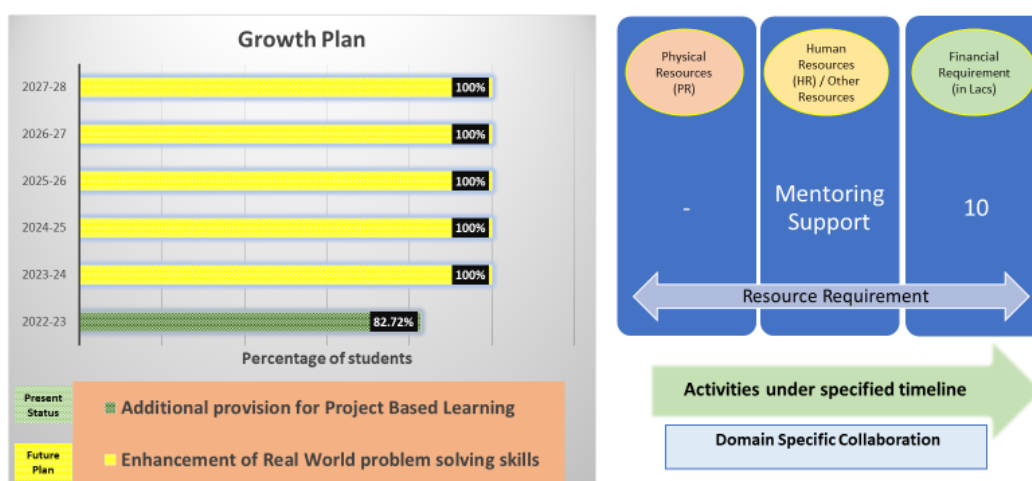 Growth Plan
2027-28
100%
2026-27
100%
2025-26
100%
2024-25
100%
2023-24
100%
2022-23
82.72%
Percentage of students
Present
Status
Additional provision for Project Based Learning
Future
Plan
Enhancement of Real World problem solving skills
Physical
Resources
(PR)
Human
Resources
(HR) / Other
Resources
Financial
Requirement
(in Lacs)
-
Mentoring
Support
10
Resource Requirement
Activities under specified timeline
Domain Specific Collaboration